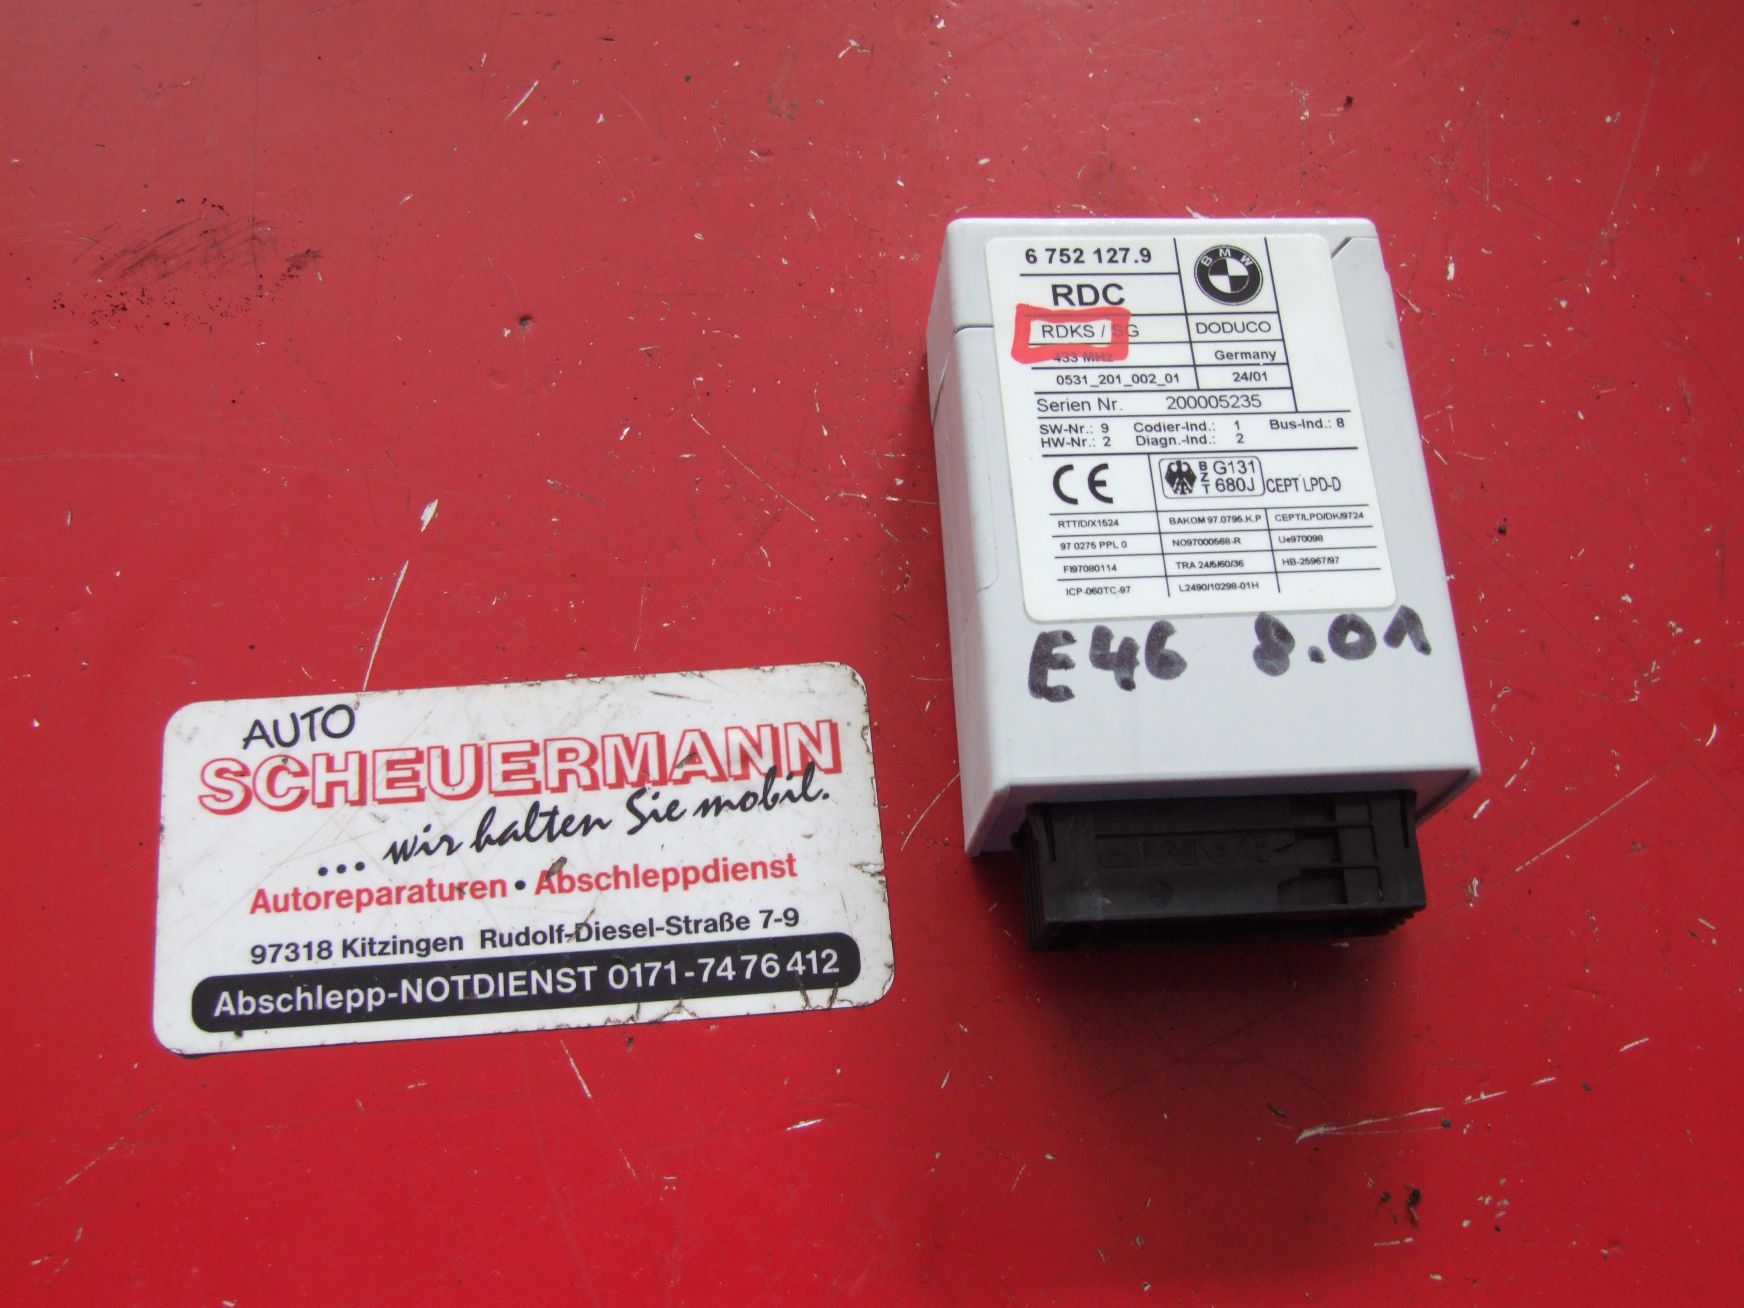 6 752 127.9
BMW
RDC
RDKS / SG
DODUCO
433 MHz
Germany
0531_201_002_01
24/01
Serien Nr. 200005235
SW-Nr.: 9 Codier-Ind.: 1 Bus-Ind.: 8
HW-Nr.: 2 Diagn.-Ind.: 2
CE
BZT G131 680J CEPT LPD-D
RTT/D/X1524 BAKOM 97.0795.K.P CEPT/LPD/DK/9724
97 0275 PPL 0 NO97000568-R Ue970098
FI97080114 TRA 24/5/60/36 HB-25967/97
ICP-060TC-97 L2490/10298-01H
E46 8.01
AMP
AUTO
SCHEUERMANN
... wir halten Sie mobil.
Autoreparaturen • Abschleppdienst
97318 Kitzingen Rudolf-Diesel-Straße 7-9
Abschlepp-NOTDIENST 0171-7476412